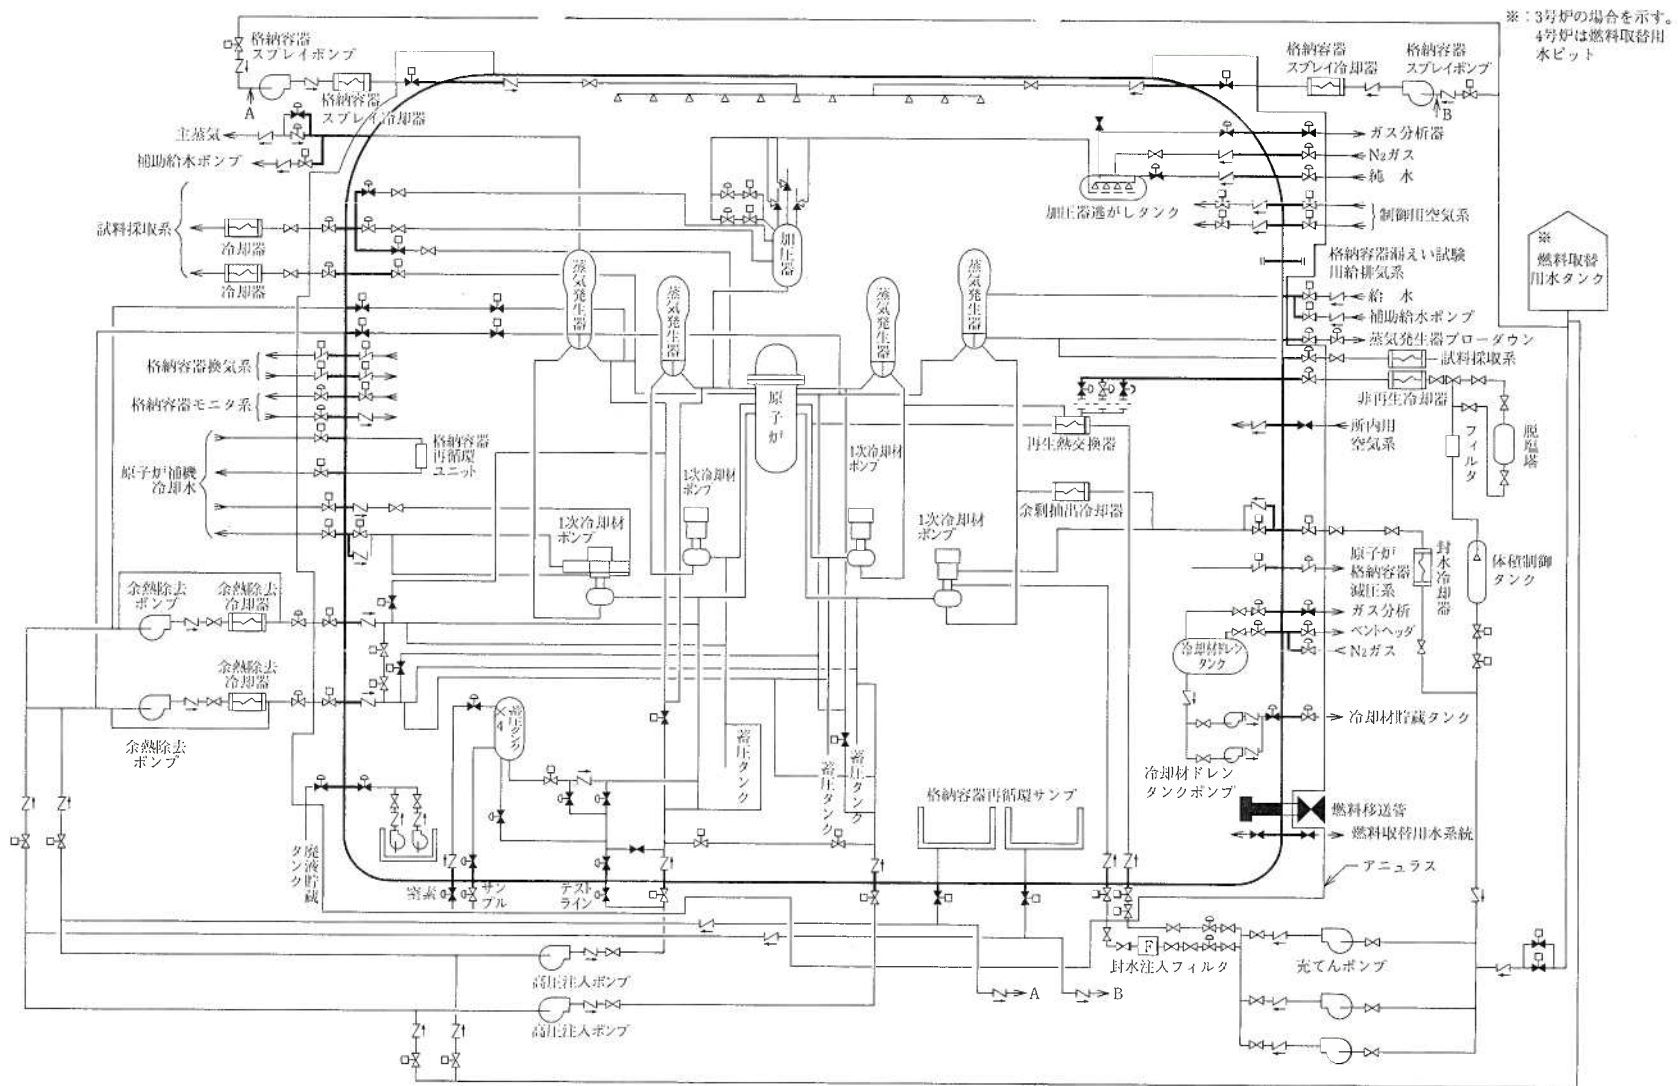 ※：3号炉の場合を示す。
4号炉は燃料取替用
水ピット
格納容器
スプレイポンプ
格納容器
スプレイ冷却器
A
主蒸気
補助給水ポンプ
試料採取系
冷却器
冷却器
格納容器換気系
格納容器モニタ系
原子炉補機
冷却水
格納容器
再循環
ユニット
余熱除去
ポンプ
余熱除去
冷却器
余熱除去
冷却器
余熱除去
ポンプ
廃液貯蔵
タンク
窒素
サン
プル
テスト
ライン
蓄圧タンク
×4
高圧注入ポンプ
高圧注入ポンプ
蒸気発生器
蒸気発生器
蒸気発生器
蒸気発生器
加圧器
原子炉
1次冷却材
ポンプ
1次冷却材
ポンプ
1次冷却材
ポンプ
1次冷却材
ポンプ
蓄圧タンク
蓄圧タンク
蓄圧タンク
格納容器再循環サンプ
A
B
格納容器
スプレイ冷却器
格納容器
スプレイポンプ
B
ガス分析器
N2ガス
純 水
加圧器逃がしタンク
制御用空気系
格納容器漏えい試験
用給排気系
給 水
補助給水ポンプ
蒸気発生器ブローダウン
試料採取系
非再生冷却器
再生熱交換器
所内用
空気系
フィルタ
脱塩塔
余剰抽出冷却器
原子炉
格納容器
減圧系
封水冷却器
体積制御
タンク
ガス分析
ベントヘッダ
N2ガス
冷却材ドレン
タンク
冷却材貯蔵タンク
冷却材ドレン
タンクポンプ
燃料移送管
燃料取替用水系統
アニュラス
F
封水注入フィルタ
充てんポンプ
※
燃料取替
用水タンク